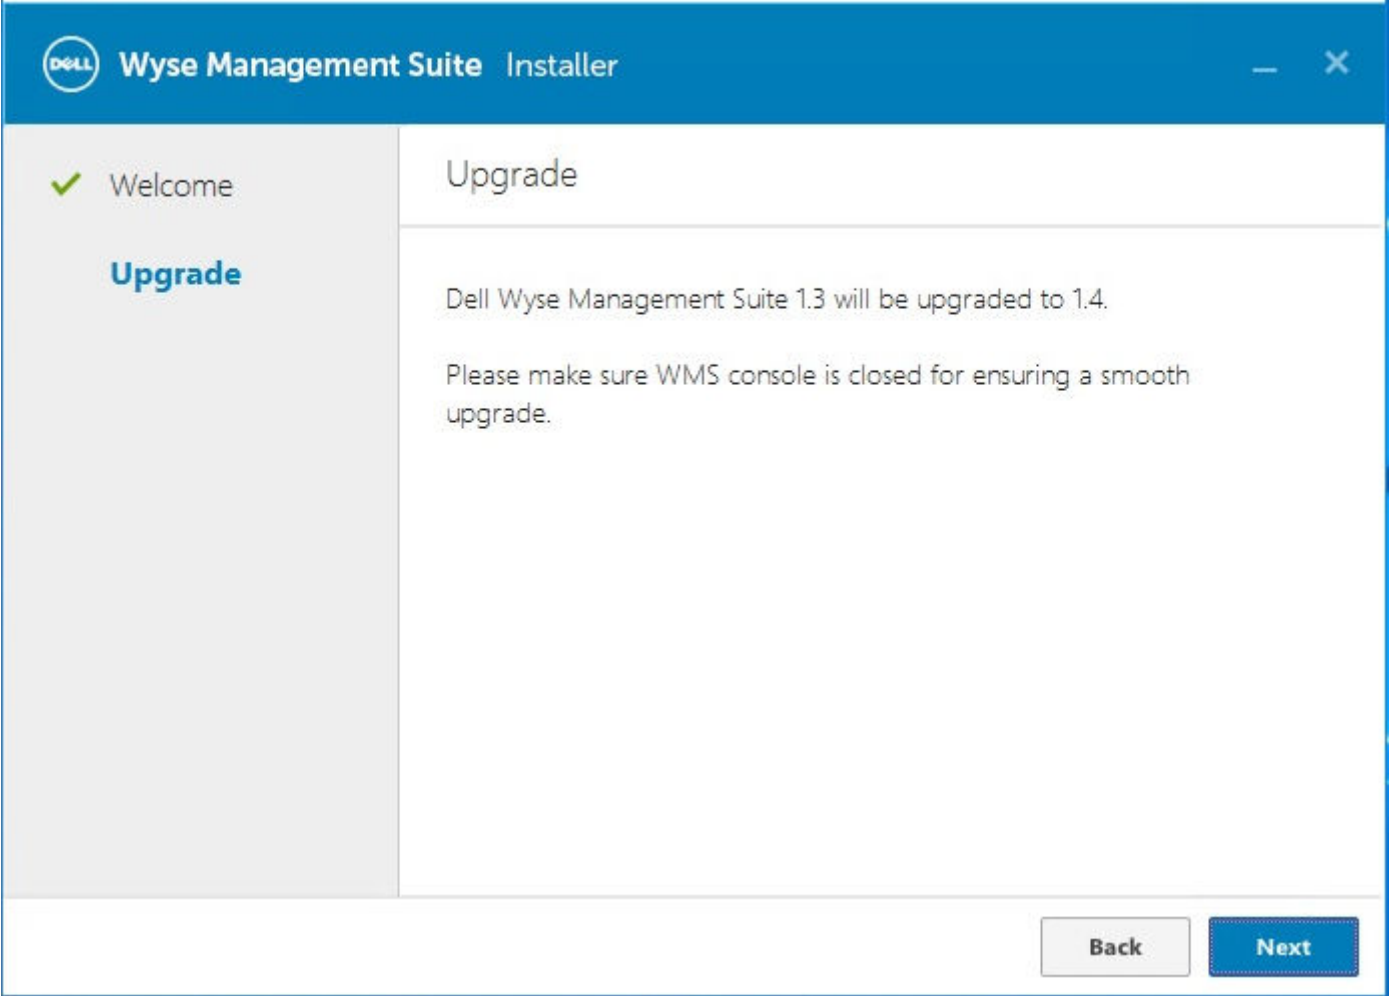 DELL Wyse Management Suite Installer
Welcome
Upgrade
Upgrade
Dell Wyse Management Suite 1.3 will be upgraded to 1.4.
Please make sure WMS console is closed for ensuring a smooth
upgrade.
Back Next